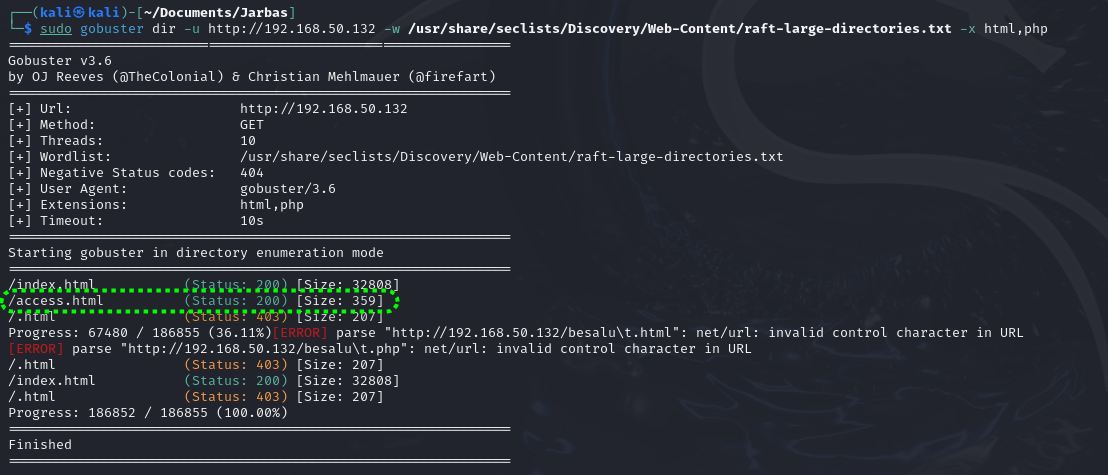 ┌──(kali㉿kali)-[~/Documents/Jarbas]
└─$ sudo gobuster dir -u http://192.168.50.132 -w /usr/share/seclists/Discovery/Web-Content/raft-large-directories.txt -x html,php
===============================================================
Gobuster v3.6
by OJ Reeves (@TheColonial) & Christian Mehlmauer (@firefart)
===============================================================
[+] Url:                     http://192.168.50.132
[+] Method:                  GET
[+] Threads:                 10
[+] Wordlist:                /usr/share/seclists/Discovery/Web-Content/raft-large-directories.txt
[+] Negative Status codes:   404
[+] User Agent:              gobuster/3.6
[+] Extensions:              html,php
[+] Timeout:                 10s
===============================================================
Starting gobuster in directory enumeration mode
===============================================================
/index.html           (Status: 200) [Size: 32808]
/access.html          (Status: 200) [Size: 359]
/.html                (Status: 403) [Size: 207]
Progress: 67480 / 186855 (36.11%)[ERROR] parse "http://192.168.50.132/besalu\t.html": net/url: invalid control character in URL
[ERROR] parse "http://192.168.50.132/besalu\t.php": net/url: invalid control character in URL
/.html                (Status: 403) [Size: 207]
/index.html           (Status: 200) [Size: 32808]
/.html                (Status: 403) [Size: 207]
Progress: 186852 / 186855 (100.00%)
===============================================================
Finished
===============================================================